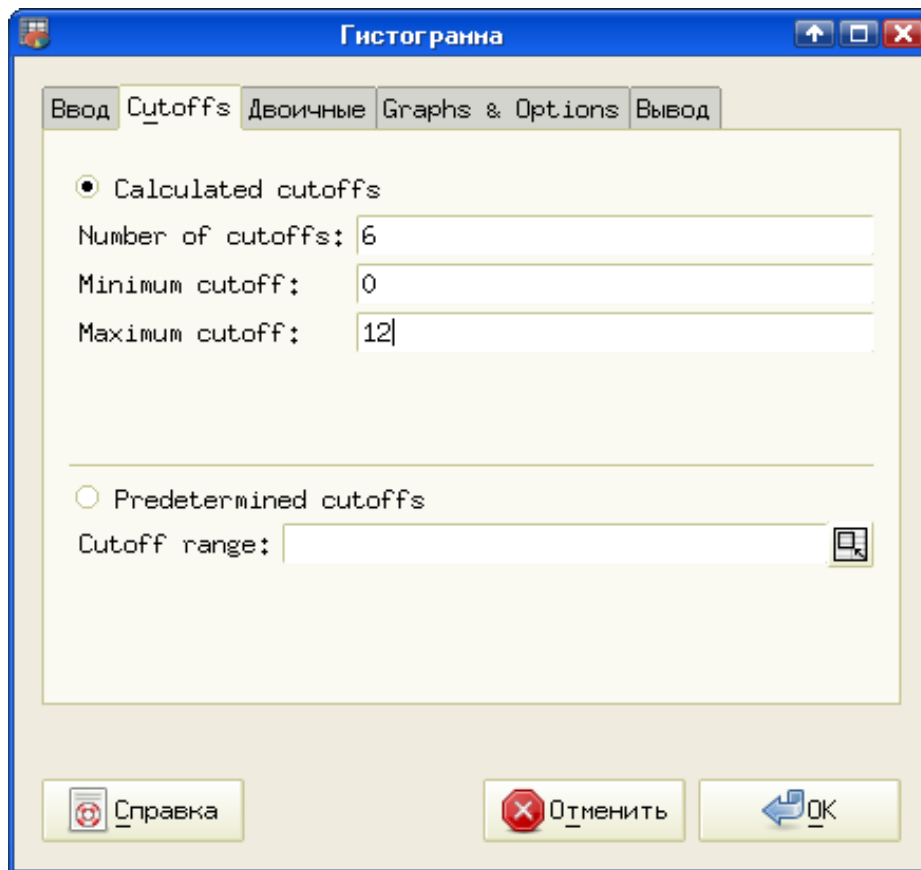 Гистограмма
Ввод Cutoffs Двоичные Graphs & Options Вывод
Calculated cutoffs
Number of cutoffs: 6
Minimum cutoff: 0
Maximum cutoff: 12
Predetermined cutoffs
Cutoff range:
Справка Отменить OK